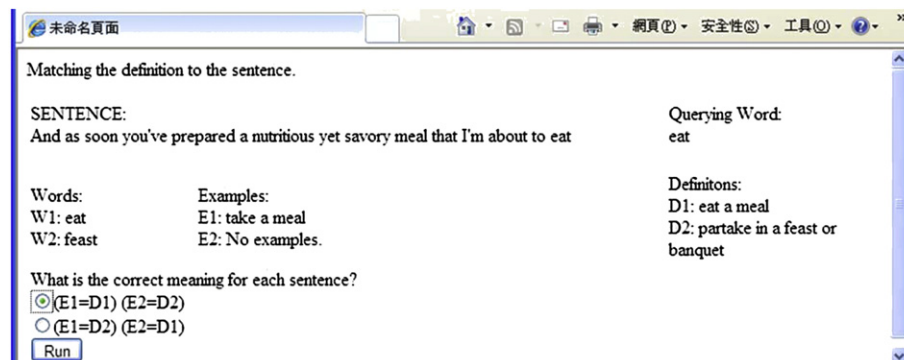 未命名頁面
網頁(P) 安全性(S) 工具(O)
Matching the definition to the sentence.
SENTENCE:
And as soon you've prepared a nutritious yet savory meal that I'm about to eat
Querying Word:
eat
Words:
W1: eat
W2: feast
Examples:
E1: take a meal
E2: No examples.
Definitons:
D1: eat a meal
D2: partake in a feast or
banquet
What is the correct meaning for each sentence?
(E1=D1) (E2=D2)
(E1=D2) (E2=D1)
Run